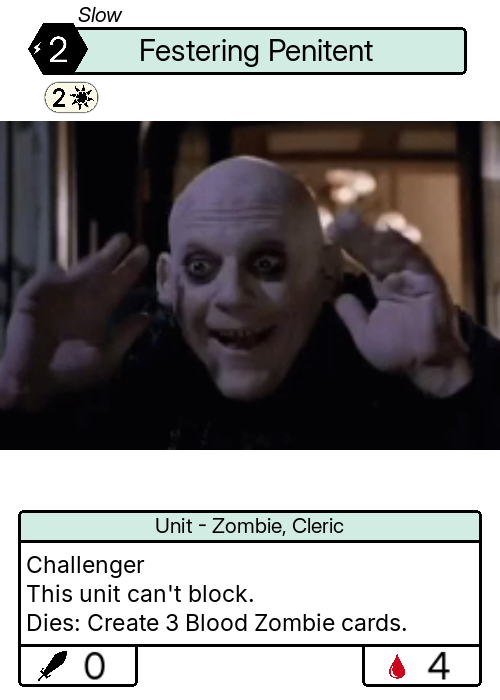 Slow
2
Festering Penitent
2
Unit - Zombie, Cleric
Challenger
This unit can't block.
Dies: Create 3 Blood Zombie cards.
0
4